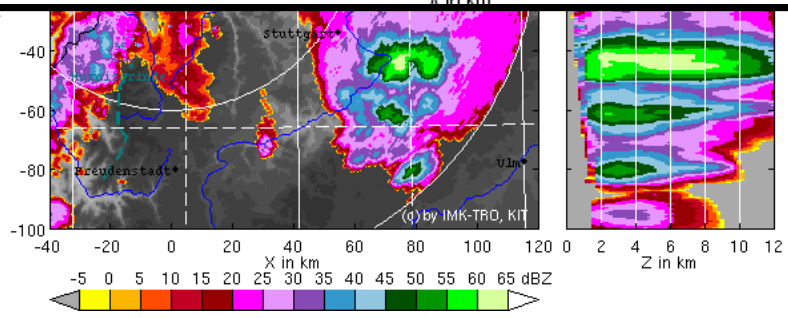 Stuttgart
-40
-60
-80
Freudenstadt
Ulm
(c) by IMK-TRO, KIT
-100
-40 -20 0 20 40 60 80 100 120 0 2 4 6 8 10 12
X in km Z in km
-5 0 5 10 15 20 25 30 35 40 45 50 55 60 65 dBZ